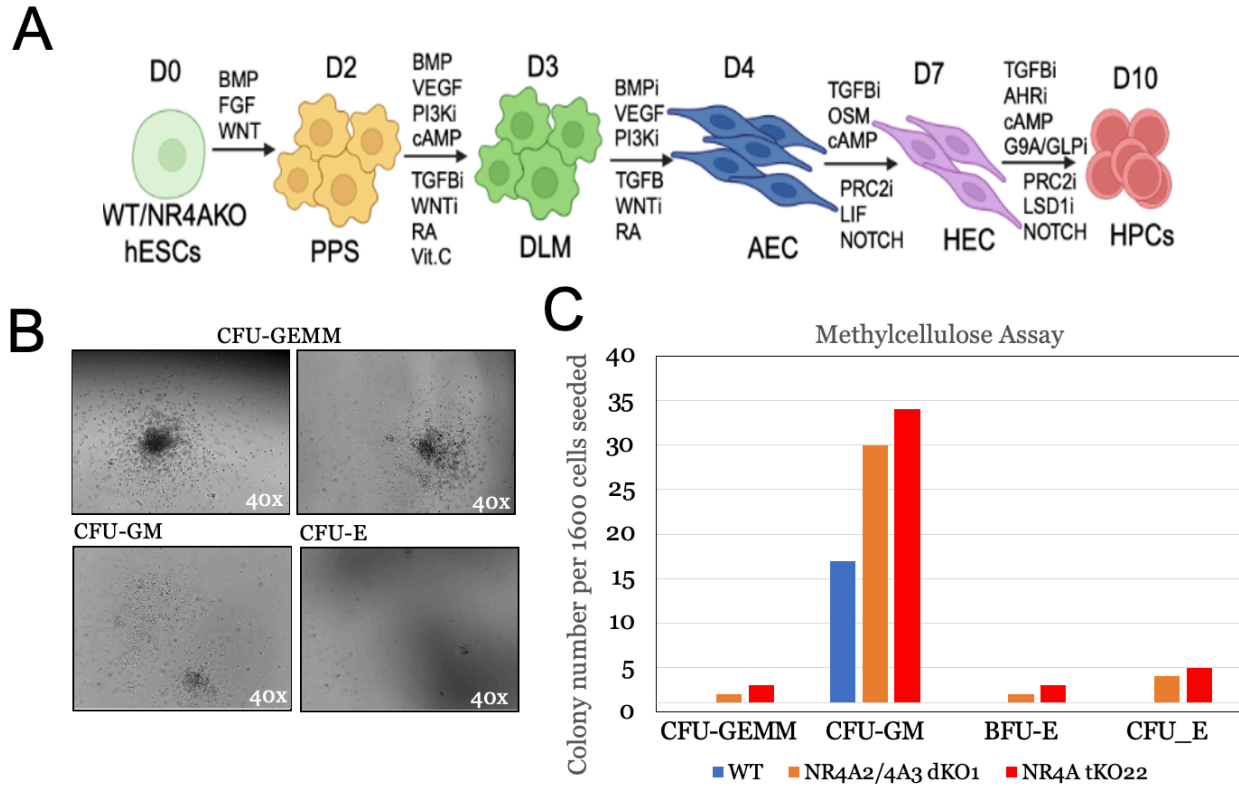 A
D0
BMP
FGF
WNT
WT/NR4AKO
hESCs
D2
PPS
BMP
VEGF
PI3Ki
cAMP
TGFBi
WNTi
RA
Vit.C
D3
DLM
BMPi
VEGF
PI3Ki
TGFB
WNTi
RA
D4
AEC
TGFBi
OSM
cAMP
PRC2i
LIF
NOTCH
D7
HEC
TGFBi
AHRi
cAMP
G9A/GLPi
PRC2i
LSD1i
NOTCH
D10
HPCs
B
CFU-GEMM
40x
40x
CFU-GM
CFU-E
40x
40x
C
Methylcellulose Assay
Colony number per 1600 cells seeded
40
35
30
25
20
15
10
5
0
CFU-GEMM
CFU-GM
BFU-E
CFU_E
WT
NR4A2/4A3 dKO1
NR4A tKO22